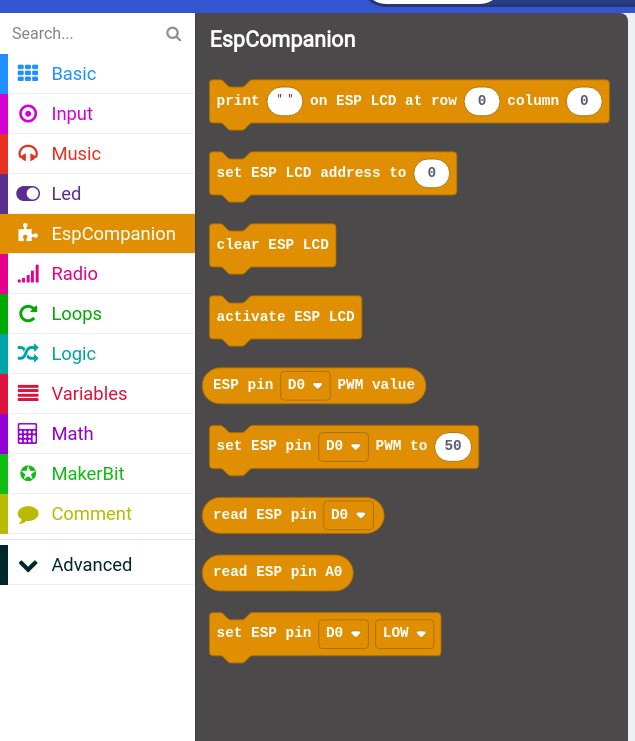 Search...
Basic
Input
Music
Led
EspCompanion
Radio
Loops
Logic
Variables
Math
MakerBit
Comment
Advanced
EspCompanion
print " " on ESP LCD at row 0 column 0
set ESP LCD address to 0
clear ESP LCD
activate ESP LCD
ESP pin D0 PWM value
set ESP pin D0 PWM to 50
read ESP pin D0
read ESP pin A0
set ESP pin D0 LOW